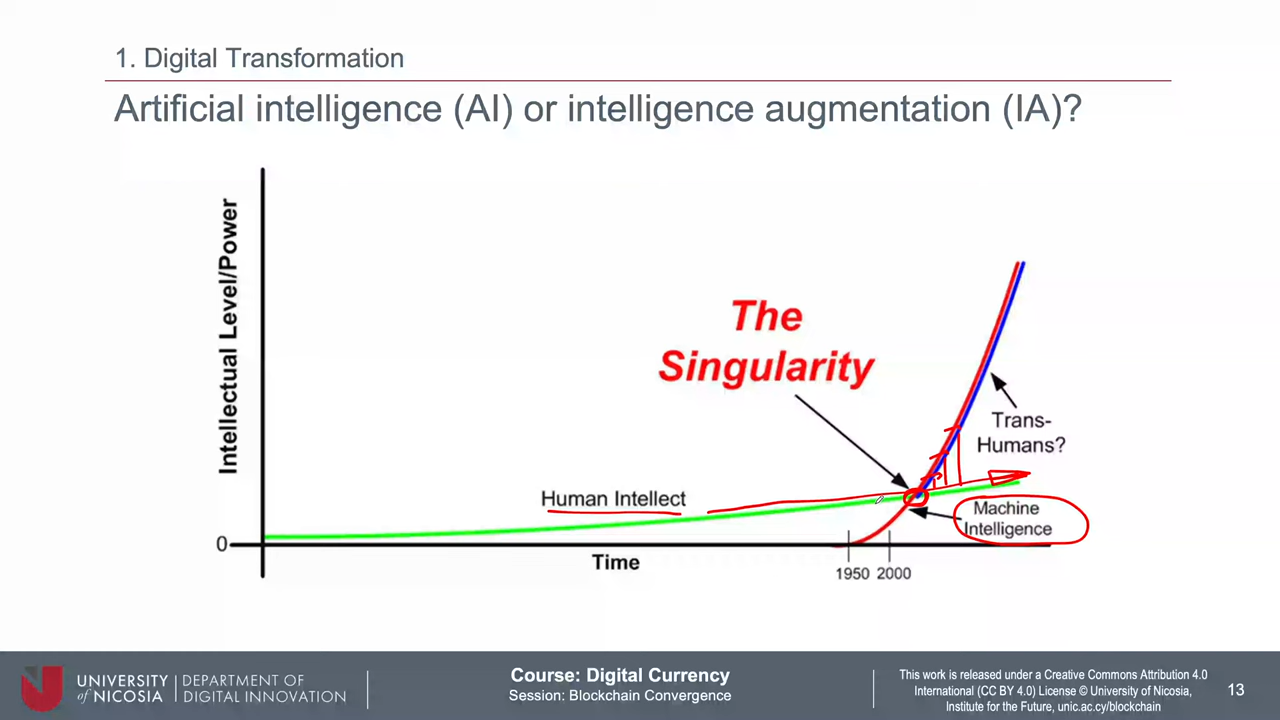 1. Digital Transformation
Artificial intelligence (AI) or intelligence augmentation (IA)?
Intellectual Level/Power
The
Singularity
Trans-
Humans?
Human Intellect
Machine
Intelligence
0
Time
1950 2000
UNIVERSITY
of NICOSIA
DEPARTMENT OF
DIGITAL INNOVATION
Course: Digital Currency
Session: Blockchain Convergence
This work is released under a Creative Commons Attribution 4.0
International (CC BY 4.0) License © University of Nicosia,
Institute for the Future, unic.ac.cy/blockchain
13